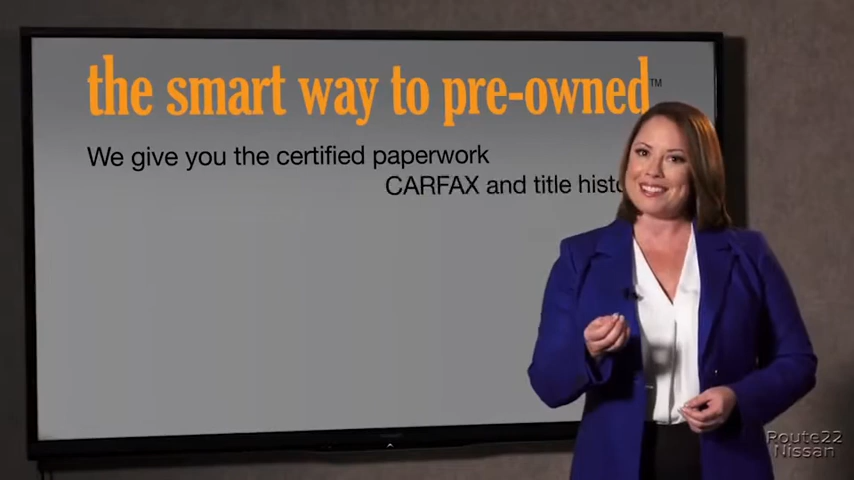 the smart way to pre-owned™
We give you the certified paperwork
CARFAX and title
Route22
Nissan